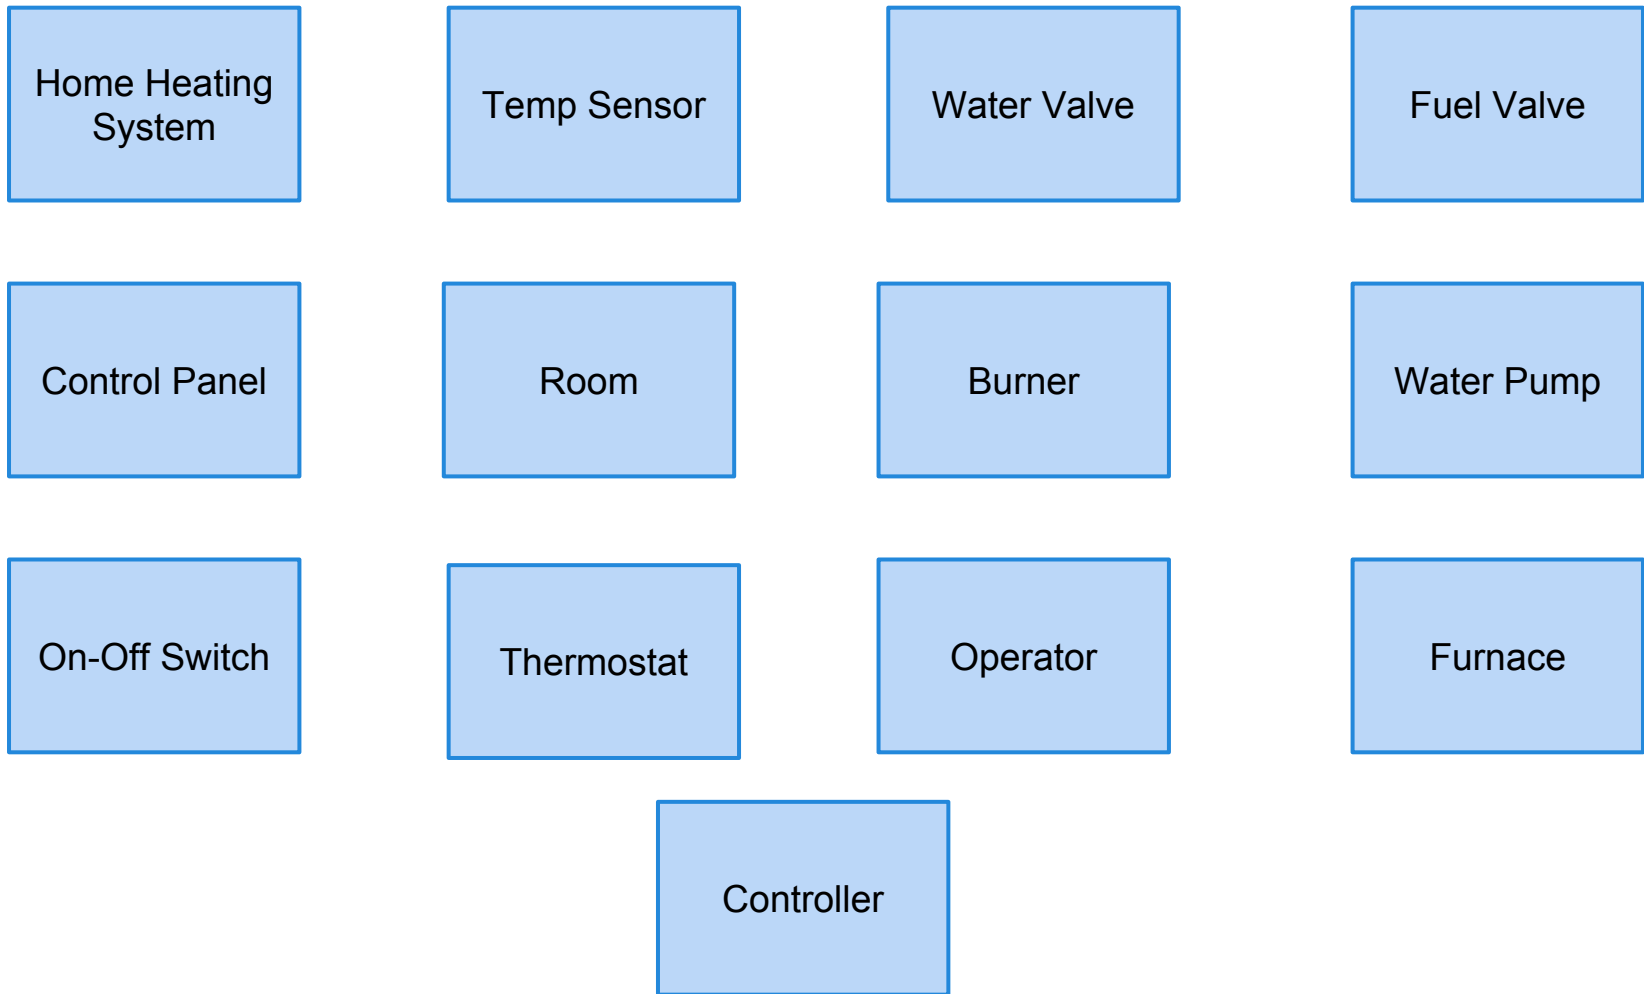 Home Heating
System
Temp Sensor
Water Valve
Fuel Valve
Control Panel
Room
Burner
Water Pump
On-Off Switch
Thermostat
Operator
Furnace
Controller